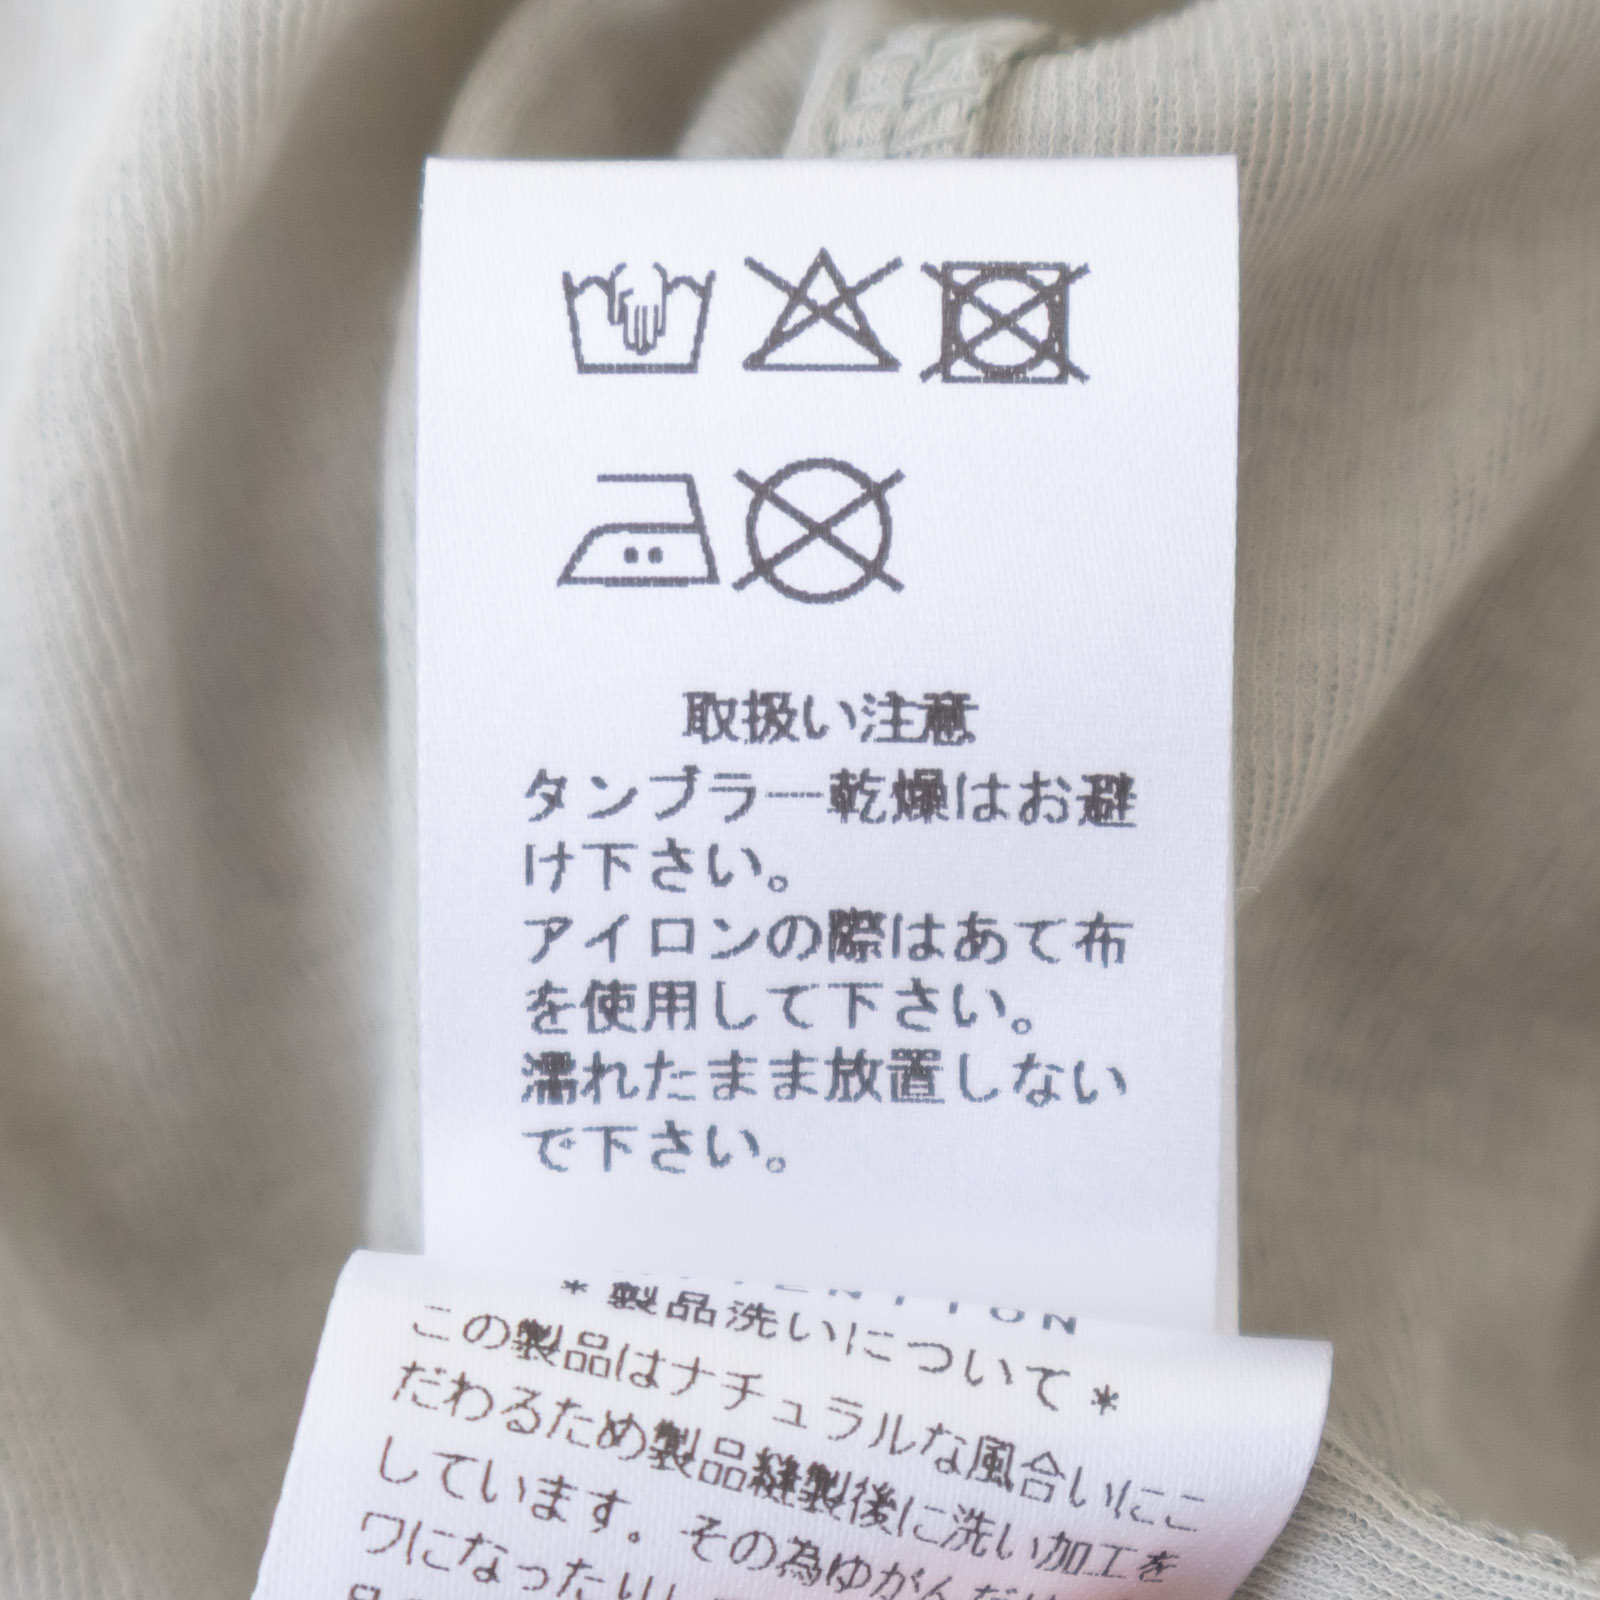 取扱い注意
タンブラー乾燥はお避
け下さい。
アイロンの際はあて布
を使用して下さい。
濡れたまま放置しない
で下さい。
*製品洗いについて*
この製品はナチュラルな風合いにこ
だわるため製品縫製後に洗い加工を
しています。その為ゆがんだ
ワになったり